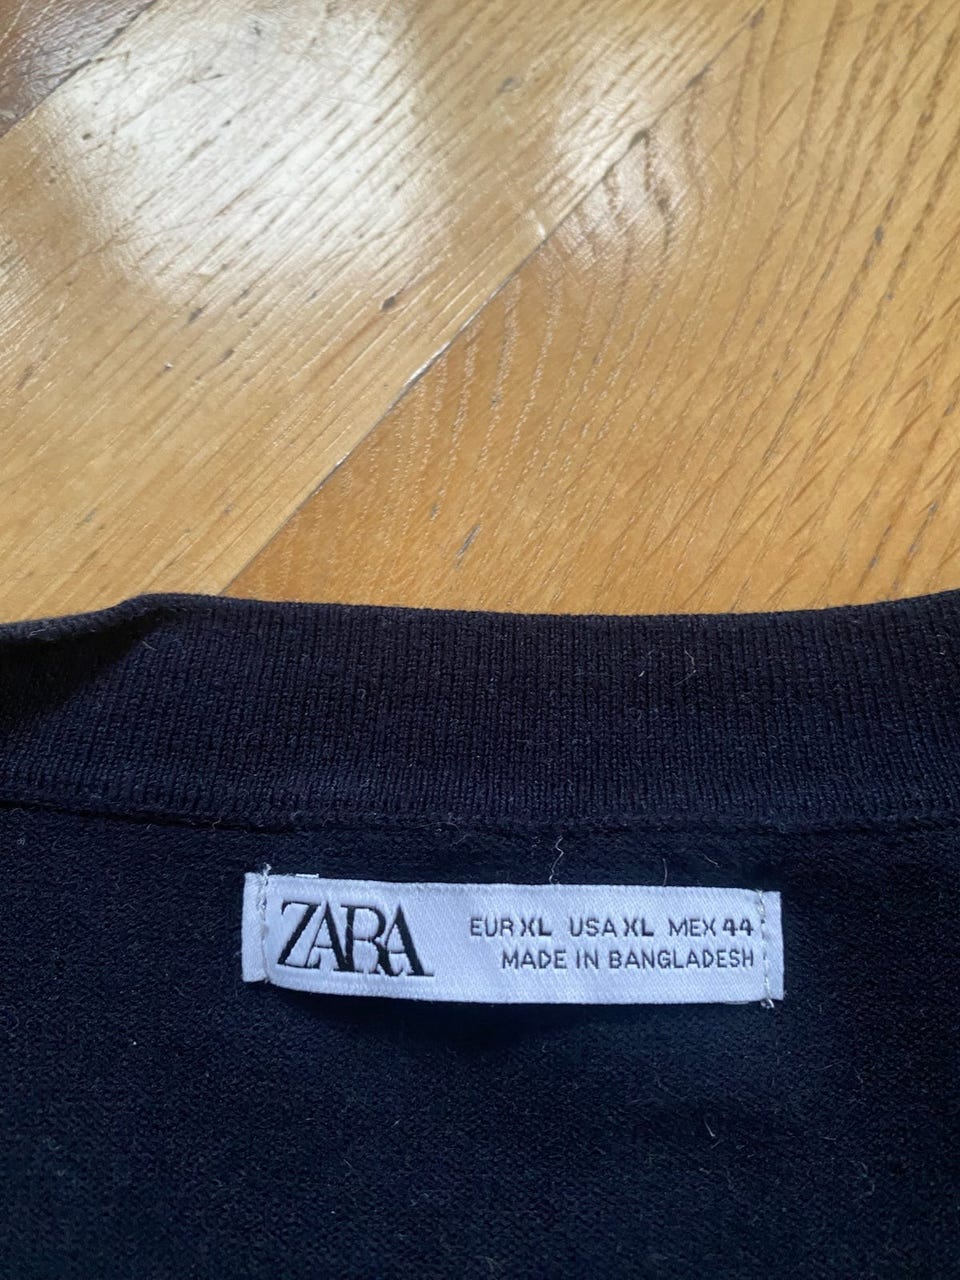 ZARA
EUR XL USA XL MEX 44
MADE IN BANGLADESH